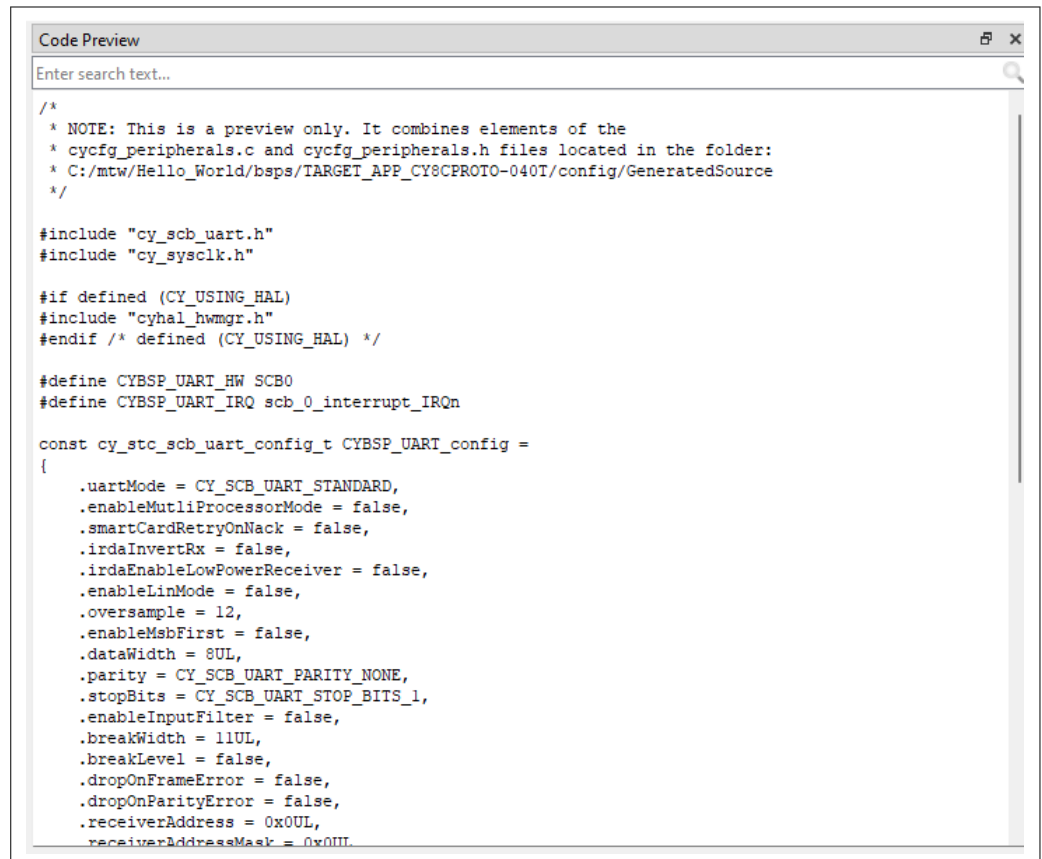 Code Preview
Enter search text...
/*
 * NOTE: This is a preview only. It combines elements of the
 * cycfg_peripherals.c and cycfg_peripherals.h files located in the folder:
 * C:/mtw/Hello_World/bsps/TARGET_APP_CY8CPROTO-040T/config/GeneratedSource
 */
#include "cy_scb_uart.h"
#include "cy_sysclk.h"
#if defined (CY_USING_HAL)
#include "cyhal_hwmgr.h"
#endif /* defined (CY_USING_HAL) */
#define CYBSP_UART_HW SCB0
#define CYBSP_UART_IRQ scb_0_interrupt_IRQn
const cy_stc_scb_uart_config_t CYBSP_UART_config =
{
    .uartMode = CY_SCB_UART_STANDARD,
    .enableMutliProcessorMode = false,
    .smartCardRetryOnNack = false,
    .irdaInvertRx = false,
    .irdaEnableLowPowerReceiver = false,
    .enableLinMode = false,
    .oversample = 12,
    .enableMsbFirst = false,
    .dataWidth = 8UL,
    .parity = CY_SCB_UART_PARITY_NONE,
    .stopBits = CY_SCB_UART_STOP_BITS_1,
    .enableInputFilter = false,
    .breakWidth = 11UL,
    .breakLevel = false,
    .dropOnFrameError = false,
    .dropOnParityError = false,
    .receiverAddress = 0x0UL,
    .receiverAddressMask = 0x0UL,